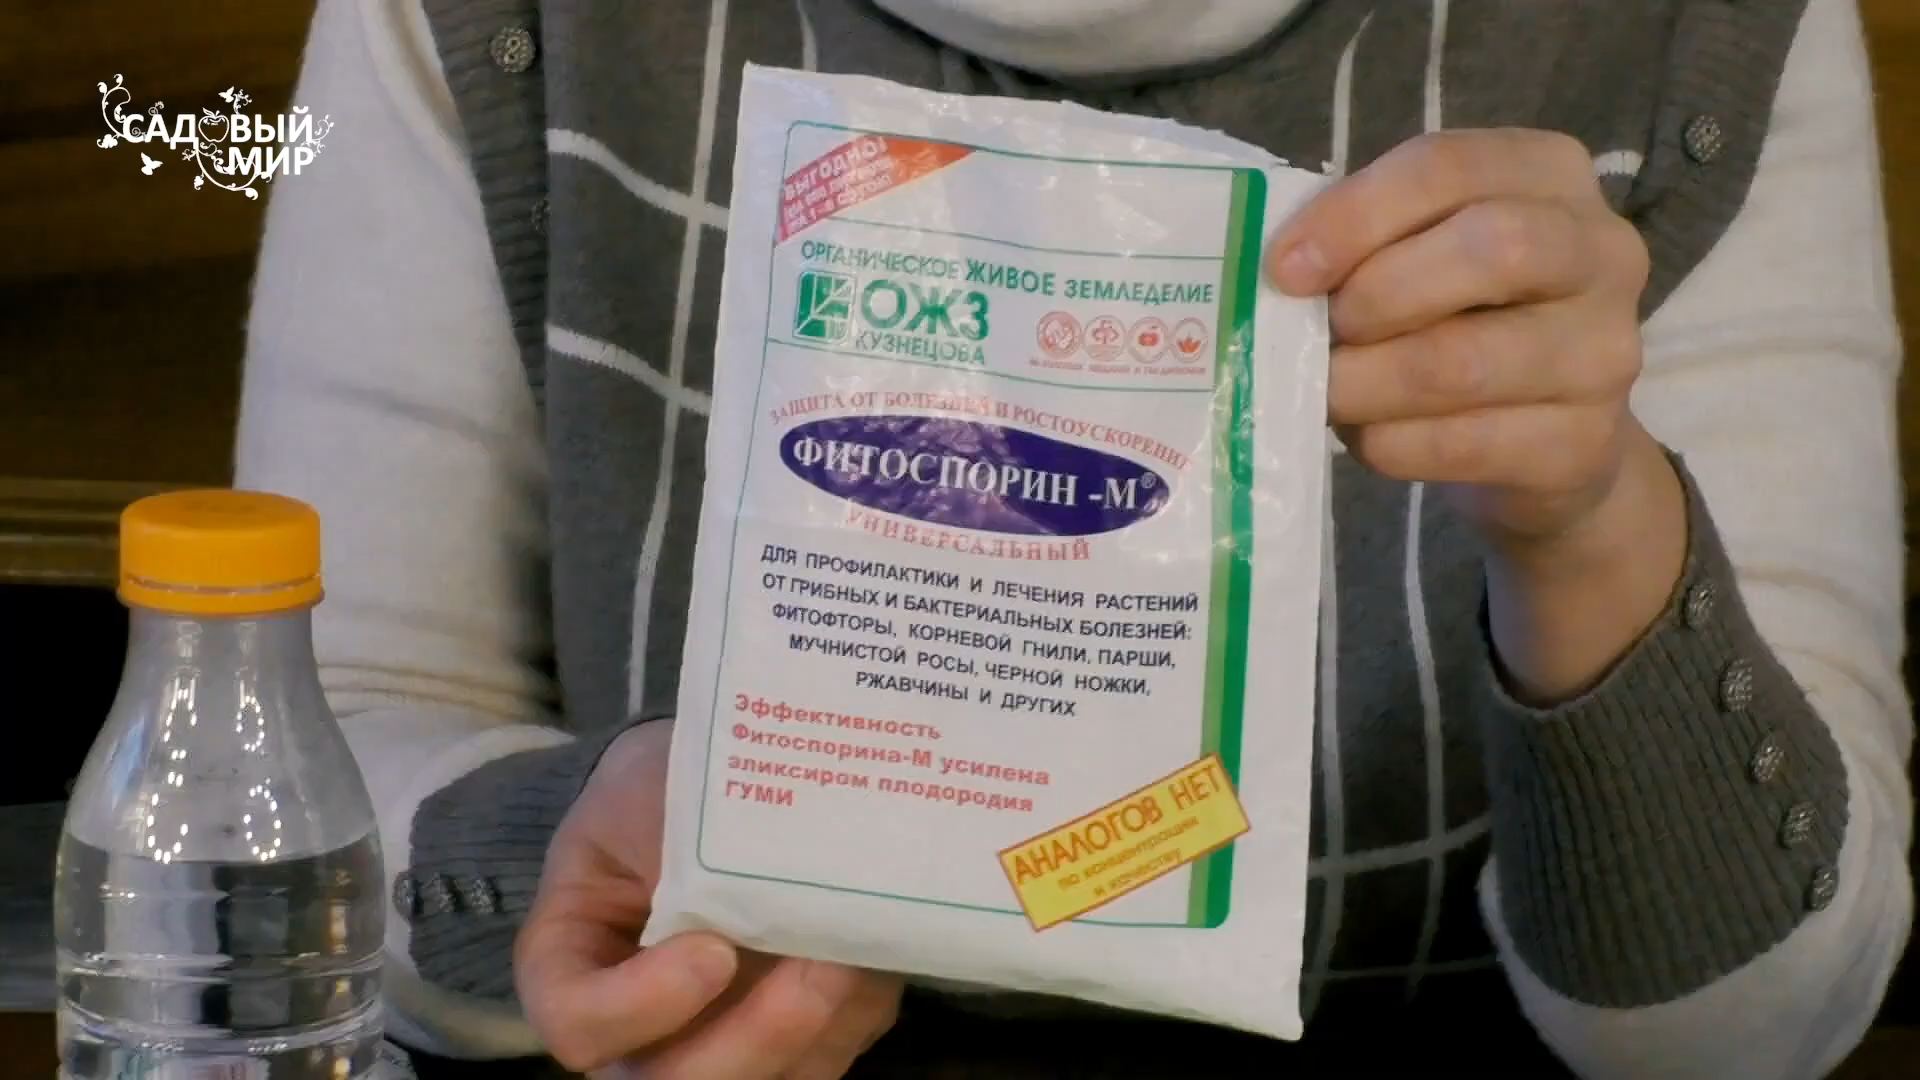 САДОВЫЙ
МИР
ВЫГОДНО!
ОРГАНИЧЕСКОЕ ЖИВОЕ ЗЕМЛЕДЕЛИЕ
ОЖЗ
КУЗНЕЦОВА
ЗАЩИТА ОТ БОЛЕЗНЕЙ И РОСТОУСКОРЕНИЕ
ФИТОСПОРИН -М®
УНИВЕРСАЛЬНЫЙ
ДЛЯ ПРОФИЛАКТИКИ И ЛЕЧЕНИЯ РАСТЕНИЙ
ОТ ГРИБНЫХ И БАКТЕРИАЛЬНЫХ БОЛЕЗНЕЙ:
ФИТОФТОРЫ, КОРНЕВОЙ ГНИЛИ, ПАРШИ,
МУЧНИСТОЙ РОСЫ, ЧЕРНОЙ НОЖКИ,
РЖАВЧИНЫ И ДРУГИХ
Эффективность
Фитоспорина-М усилена
эликсиром плодородия
ГУМИ
АНАЛОГОВ НЕТ
по концентрации
и качеству